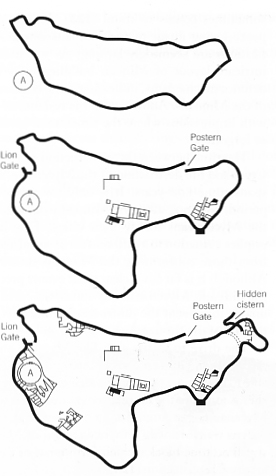 A
Postern
Gate
Lion
Gate
A
Hidden
cistern
Postern
Gate
Lion
Gate
A